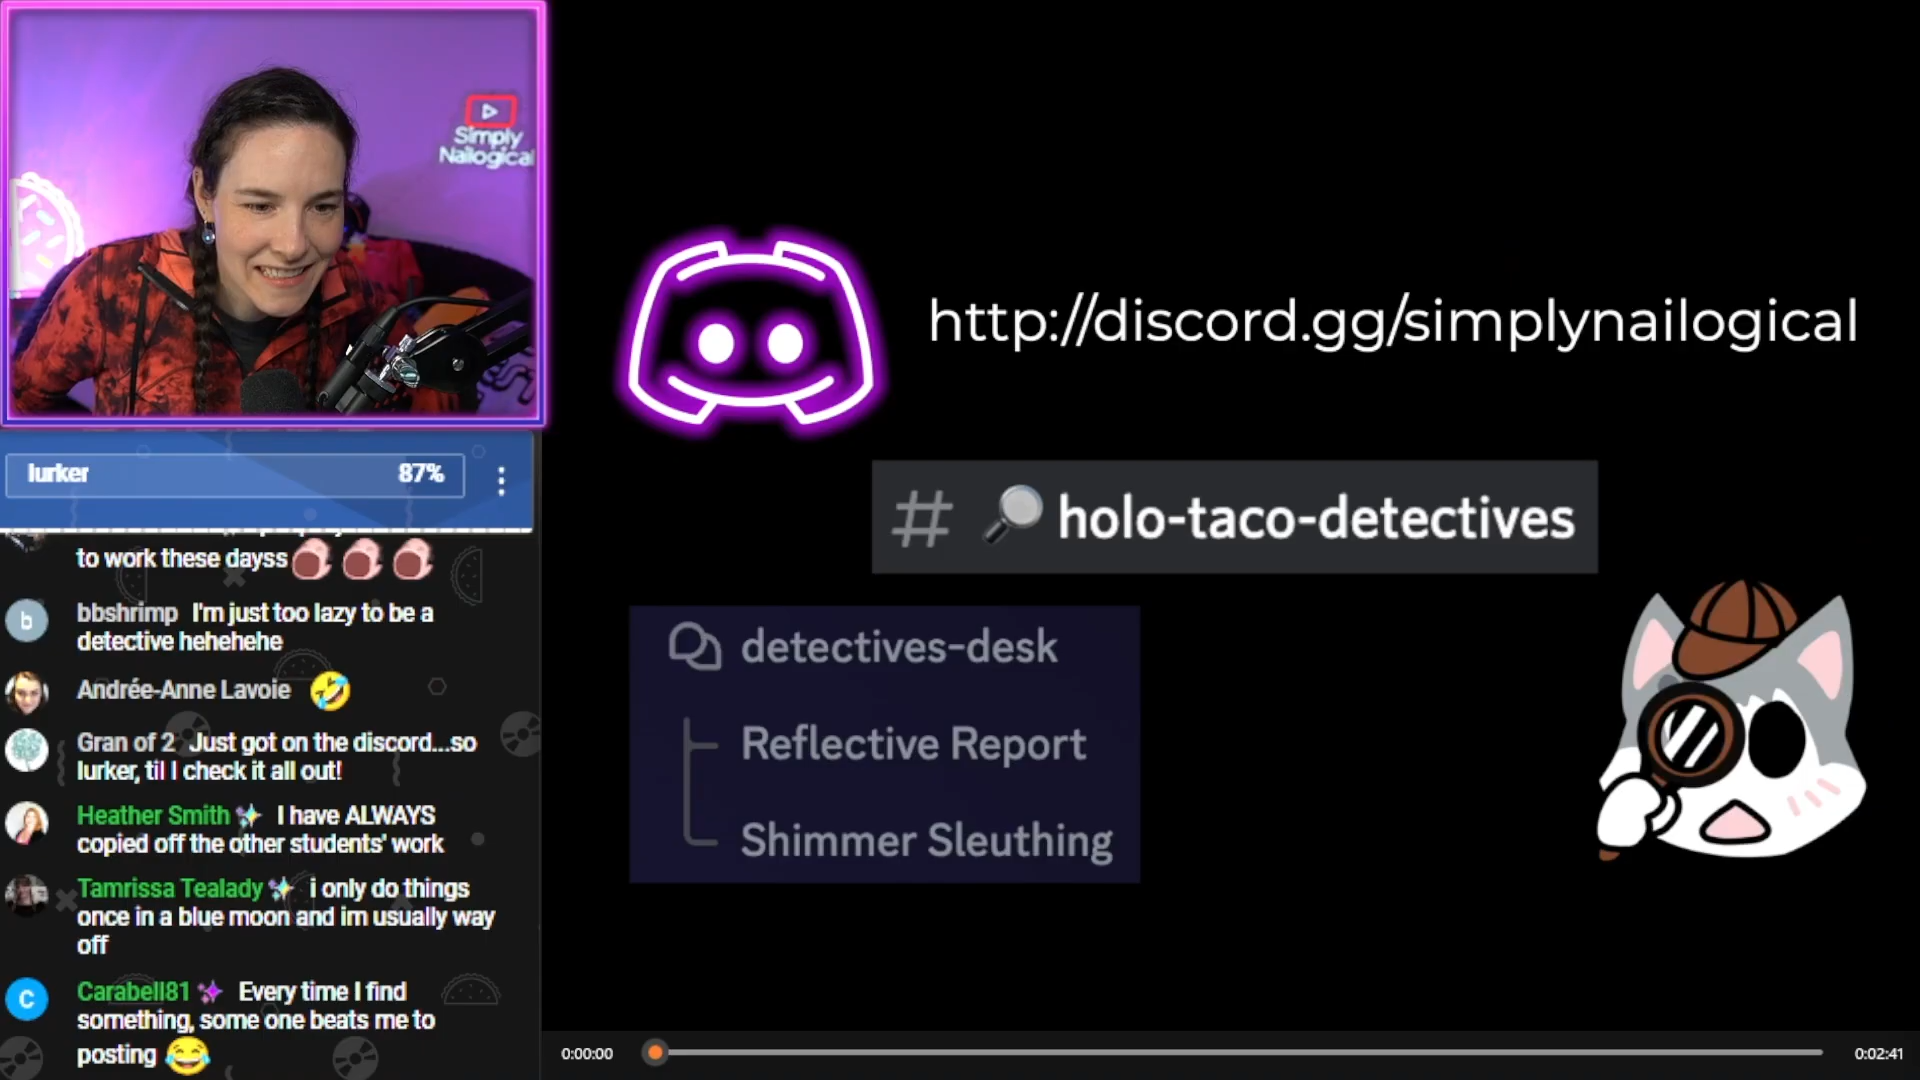 Simply
Nailogical
lurker 87%
to work these dayss
b
bbshrimp I'm just too lazy to be a
detective hehehehe
Andrée-Anne Lavoie
Gran of 2 Just got on the discord...so
lurker, til I check it all out!
Heather Smith I have ALWAYS
copied off the other students' work
Tamrissa Tealady i only do things
once in a blue moon and im usually way
off
C
Carabell81 Every time I find
something, some one beats me to
posting
http://discord.gg/simplynailogical
# holo-taco-detectives
detectives-desk
Reflective Report
Shimmer Sleuthing
0:00:00
0:02:41